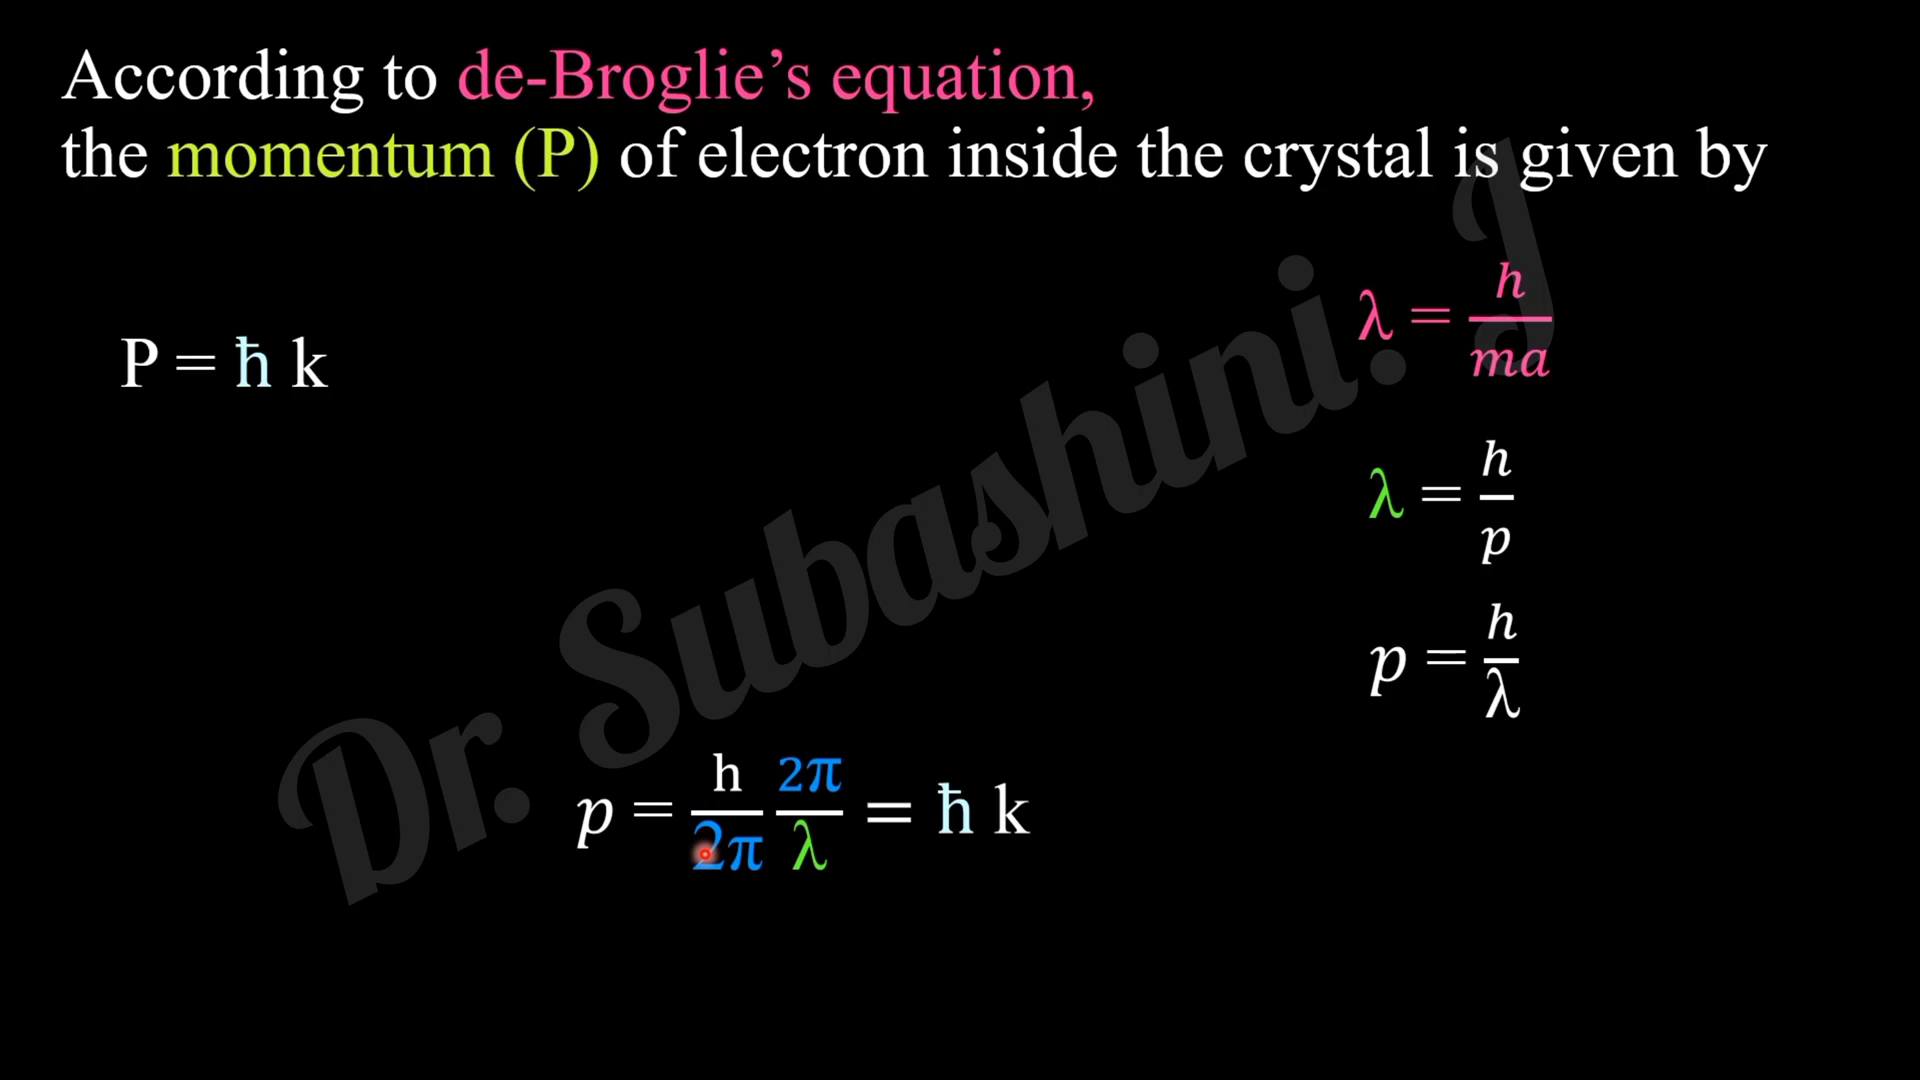 According to de-Broglie’s equation,
the momentum (P) of electron inside the crystal is given by
P = ħ k
λ = h/ma
λ = h/p
p = h/λ
p = h/2π 2π/λ = ħ k
Dr. Subashini. J